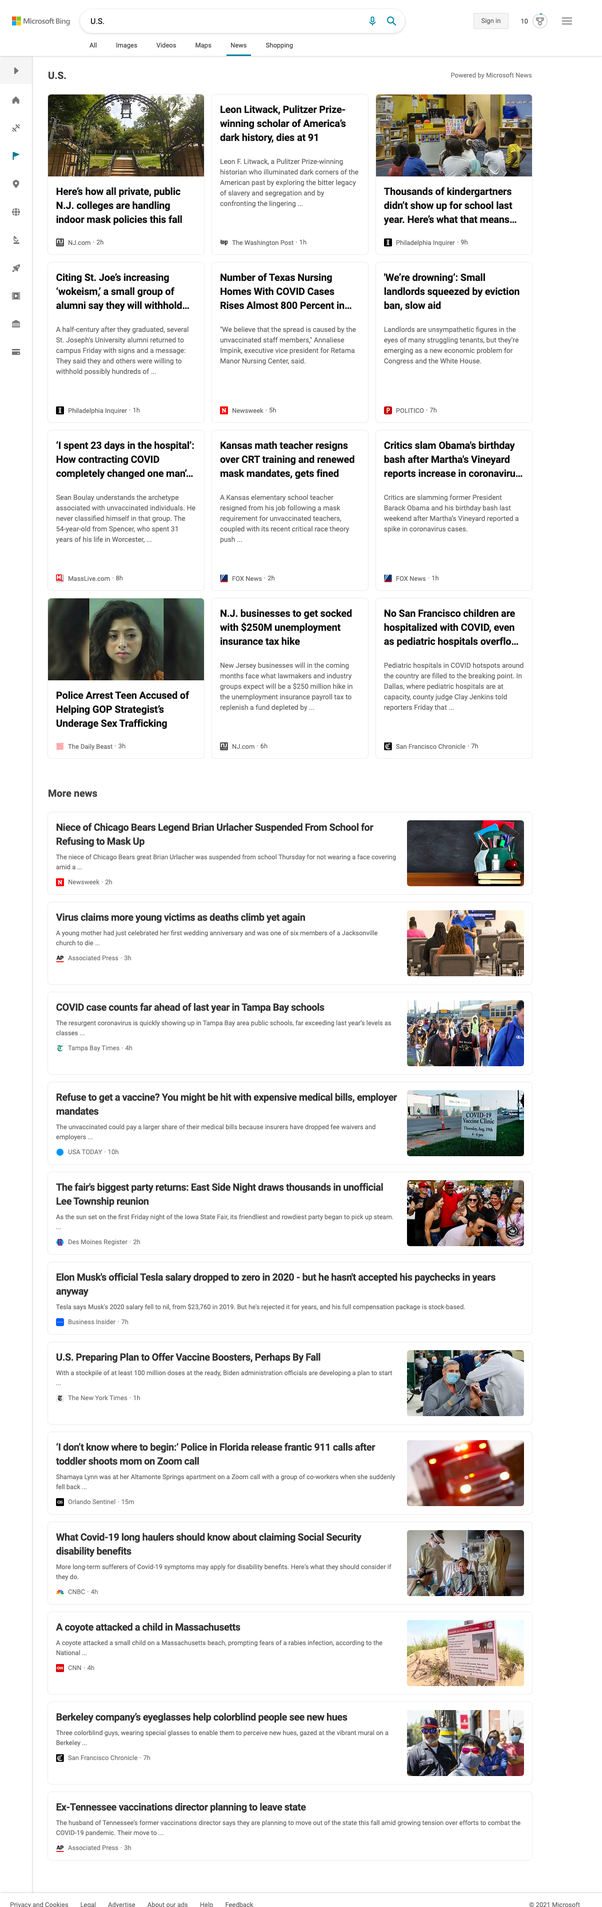 Microsoft Bing
U.S.
Sign in
10
All Images Videos Maps News Shopping
U.S.
Powered by Microsoft News
Here's how all private, public
N.J. colleges are handling
indoor mask policies this fall
NJ.com · 2h
Leon Litwack, Pulitzer Prize-
winning scholar of America's
dark history, dies at 91
Leon F. Litwack, a Pulitzer Prize-winning
historian who illuminated dark corners of the
American past by exploring the bitter legacy
of slavery and segregation and by
confronting the lingering ...
The Washington Post · 1h
Thousands of kindergartners
didn't show up for school last
year. Here's what that means...
Philadelphia Inquirer · 9h
Citing St. Joe's increasing
'wokeism,' a small group of
alumni say they will withhold...
A half-century after they graduated, several
St. Joseph's University alumni returned to
campus Friday with signs and a message:
They said they and others were willing to
withhold possibly hundreds of ...
Philadelphia Inquirer · 1h
Number of Texas Nursing
Homes With COVID Cases
Rises Almost 800 Percent in...
"We believe that the spread is caused by the
unvaccinated staff members," Annaliese
Impink, executive vice president for Retama
Manor Nursing Center, said.
Newsweek · 5h
'We're drowning': Small
landlords squeezed by eviction
ban, slow aid
Landlords are unsympathetic figures in the
eyes of many struggling tenants, but they're
emerging as a new economic problem for
Congress and the White House.
POLITICO · 7h
'I spent 23 days in the hospital':
How contracting COVID
completely changed one man'...
Sean Boulay understands the archetype
associated with unvaccinated individuals. He
never classified himself in that group. The
54-year-old from Spencer, who spent 31
years of his life in Worcester, ...
MassLive.com · 8h
Kansas math teacher resigns
over CRT training and renewed
mask mandates, gets fined
A Kansas elementary school teacher
resigned from his job following a mask
requirement for unvaccinated teachers,
coupled with its recent critical race theory
push ...
FOX News · 2h
Critics slam Obama's birthday
bash after Martha's Vineyard
reports increase in coronaviru...
Critics are slamming former President
Barack Obama and his birthday bash last
weekend after Martha's Vineyard reported a
spike in coronavirus cases.
FOX News · 1h
Police Arrest Teen Accused of
Helping GOP Strategist's
Underage Sex Trafficking
The Daily Beast · 3h
N.J. businesses to get socked
with $250M unemployment
insurance tax hike
New Jersey businesses will in the coming
months face what lawmakers and industry
groups expect will be a $250 million hike in
the unemployment insurance payroll tax to
replenish a fund depleted by ...
NJ.com · 6h
No San Francisco children are
hospitalized with COVID, even
as pediatric hospitals overflo...
Pediatric hospitals in COVID hotspots around
the country are filled to the breaking point. In
Dallas, where pediatric hospitals are at
capacity, county judge Clay Jenkins told
reporters Friday that ...
San Francisco Chronicle · 7h
More news
Niece of Chicago Bears Legend Brian Urlacher Suspended From School for
Refusing to Mask Up
The niece of Chicago Bears great Brian Urlacher was suspended from school Thursday for not wearing a face covering
amid a ...
Newsweek · 2h
Virus claims more young victims as deaths climb yet again
A young mother had just celebrated her first wedding anniversary and was one of six members of a Jacksonville
church to die ...
AP Associated Press · 3h
COVID case counts far ahead of last year in Tampa Bay schools
The resurgent coronavirus is quickly showing up in Tampa Bay area public schools, far exceeding last year's levels as
classes ...
Tampa Bay Times · 4h
Refuse to get a vaccine? You might be hit with expensive medical bills, employer
mandates
The unvaccinated could pay a larger share of their medical bills because insurers have dropped fee waivers and
employers ...
USA TODAY · 10h
COVID-19
Vaccine Clinic
The fair's biggest party returns: East Side Night draws thousands in unofficial
Lee Township reunion
As the sun set on the first Friday night of the Iowa State Fair, its friendliest and rowdiest party began to pick up steam.
...
Des Moines Register · 2h
Elon Musk's official Tesla salary dropped to zero in 2020 - but he hasn't accepted his paychecks in years
anyway
Tesla says Musk's 2020 salary fell to nil, from $23,760 in 2019. But he's rejected it for years, and his full compensation package is stock-based.
Business Insider · 7h
U.S. Preparing Plan to Offer Vaccine Boosters, Perhaps By Fall
With a stockpile of at least 100 million doses at the ready, Biden administration officials are developing a plan to start
...
The New York Times · 1h
'I don't know where to begin:' Police in Florida release frantic 911 calls after
toddler shoots mom on Zoom call
Shamaya Lynn was at her Altamonte Springs apartment on a Zoom call with a group of co-workers when she suddenly
fell back ...
Orlando Sentinel · 15m
What Covid-19 long haulers should know about claiming Social Security
disability benefits
More long-term sufferers of Covid-19 symptoms may apply for disability benefits. Here's what they should consider if
they do.
CNBC · 4h
A coyote attacked a child in Massachusetts
A coyote attacked a small child on a Massachusetts beach, prompting fears of a rabies infection, according to the
National ...
CNN · 4h
Berkeley company's eyeglasses help colorblind people see new hues
Three colorblind guys, wearing special glasses to enable them to perceive new hues, gazed at the vibrant mural on a
Berkeley ...
San Francisco Chronicle · 7h
Ex-Tennessee vaccinations director planning to leave state
The husband of Tennessee's former vaccinations director says they are planning to move out of the state this fall amid growing tension over efforts to combat the
COVID-19 pandemic. Their move to ...
AP Associated Press · 3h
Privacy and Cookies Legal Advertise About our ads Help Feedback
© 2021 Microsoft